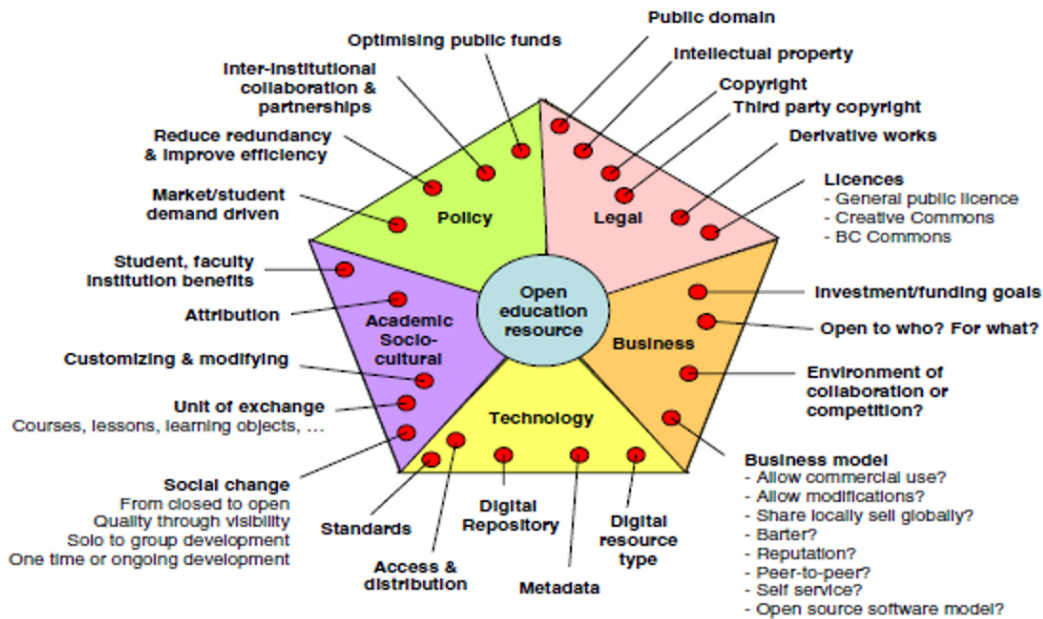 Public domain
Optimising public funds
Intellectual property
Inter-institutional
collaboration &
partnerships
Copyright
Third party copyright
Reduce redundancy
& improve efficiency
Derivative works
Market/student
demand driven
Licences
- General public licence
- Creative Commons
- BC Commons
Policy
Legal
Student, faculty
Institution benefits
Open
education
resource
Investment/funding goals
Attribution
Academic
Socio-
cultural
Business
Open to who? For what?
Customizing & modifying
Environment of
collaboration or
competition?
Unit of exchange
Courses, lessons, learning objects, ...
Technology
Social change
From closed to open
Quality through visibility
Solo to group development
One time or ongoing development
Standards
Access &
distribution
Digital
Repository
Metadata
Digital
resource
type
Business model
- Allow commercial use?
- Allow modifications?
- Share locally sell globally?
- Barter?
- Reputation?
- Peer-to-peer?
- Self service?
- Open source software model?